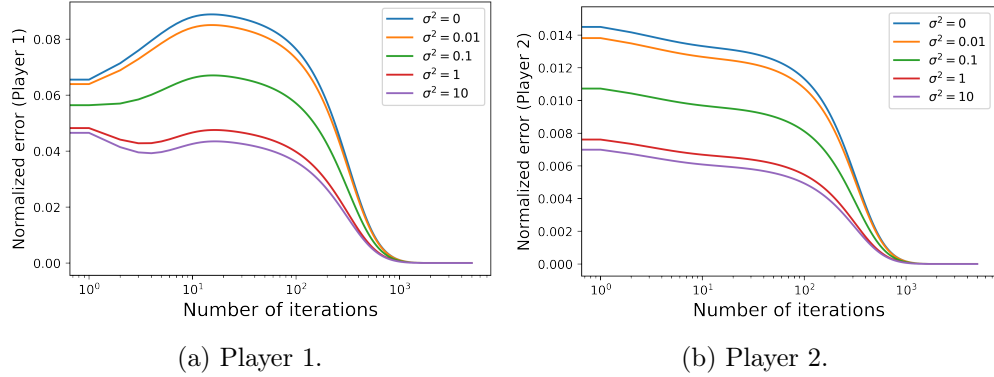 Normalized error (Player 1)
0.08
0.06
0.04
0.02
0.00
10⁰
10¹
10²
10³
Number of iterations
σ² = 0
σ² = 0.01
σ² = 0.1
σ² = 1
σ² = 10
(a) Player 1.
Normalized error (Player 2)
0.014
0.012
0.010
0.008
0.006
0.004
0.002
0.000
10⁰
10¹
10²
10³
Number of iterations
σ² = 0
σ² = 0.01
σ² = 0.1
σ² = 1
σ² = 10
(b) Player 2.